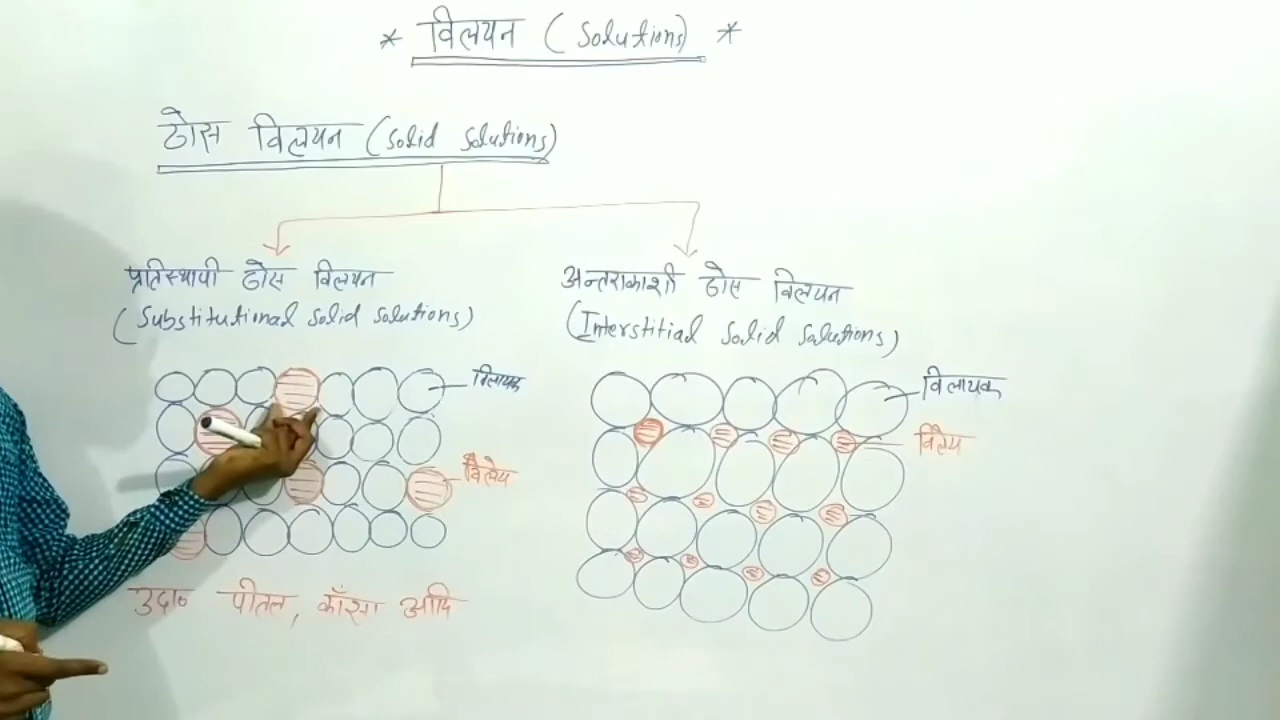 * विलयन ( Solutions) *
ठोस विलयन (Solid Solutions)
प्रतिस्थापी ठोस विलयन
(Substitutional Solid Solutions)
विलायक
विलेय
उदा० पीतल, काँसा आदि
अन्तराकाशी ठोस विलयन
(Interstitial Solid Solutions)
विलायक
विलेय